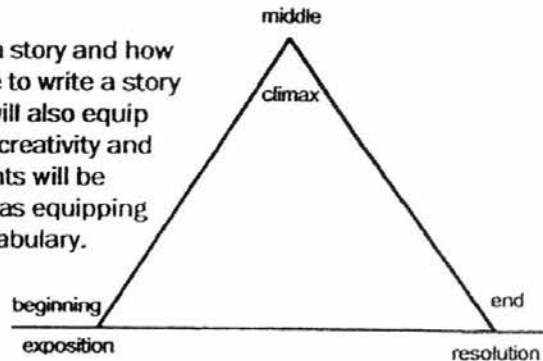 middle
a story and how
e to write a story
climax
will also equip
creativity and
nts will be
as equipping
abulary.
beginning
end
exposition
resolution